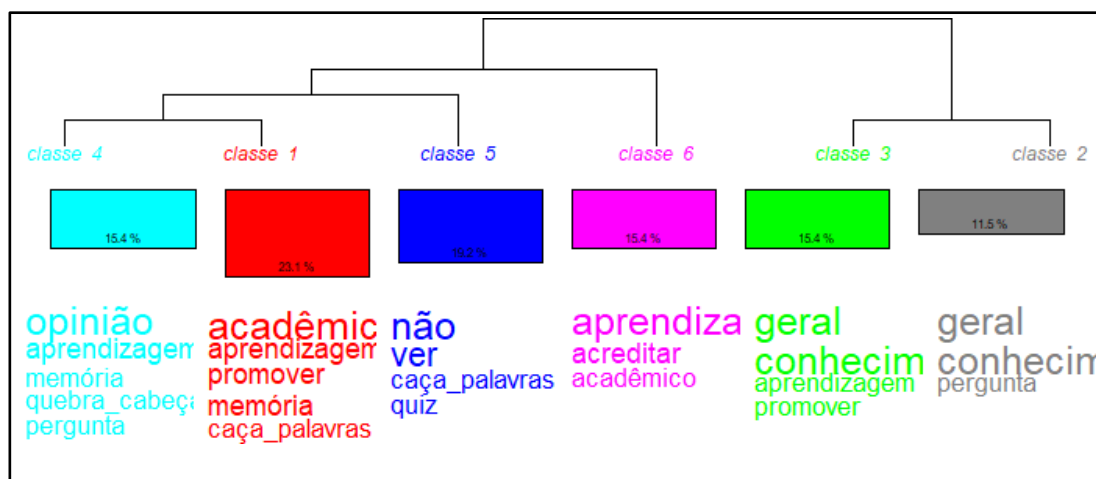 classe 4
classe 1
classe 5
classe 6
classe 3
classe 2
15.4 %
23.1 %
19.2 %
15.4 %
15.4 %
11.5 %
opinião
aprendizagem
memória
quebra_cabeça
pergunta
acadêmic
aprendizagem
promover
memória
caça_palavras
não
ver
caça_palavras
quiz
aprendiza
acreditar
acadêmico
geral
conhecim
aprendizagem
promover
geral
conhecim
pergunta